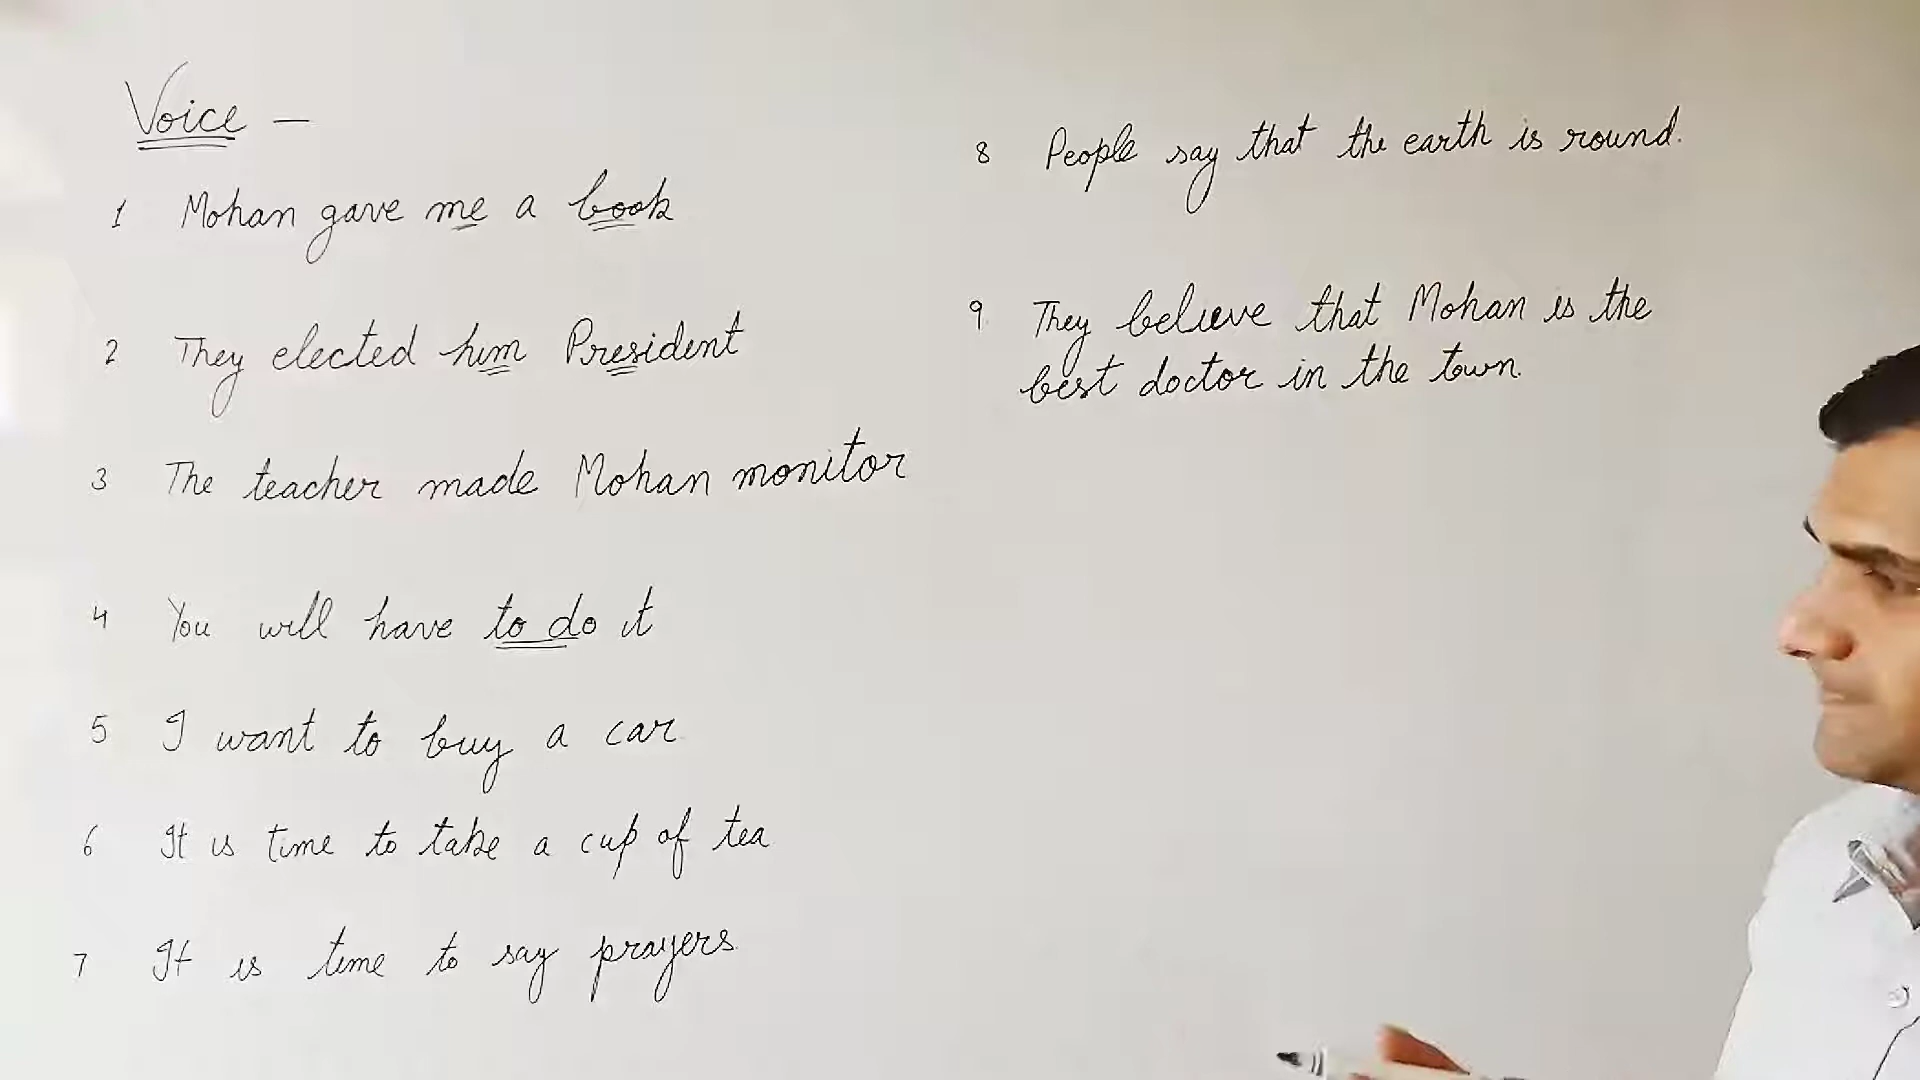 Voice —
1 Mohan gave me a book
2 They elected him President
3 The teacher made Mohan monitor
4 You will have to do it
5 I want to buy a car
6 It is time to take a cup of tea
7 It is time to say prayers.
8 People say that the earth is round.
9. They believe that Mohan is the
best doctor in the town.